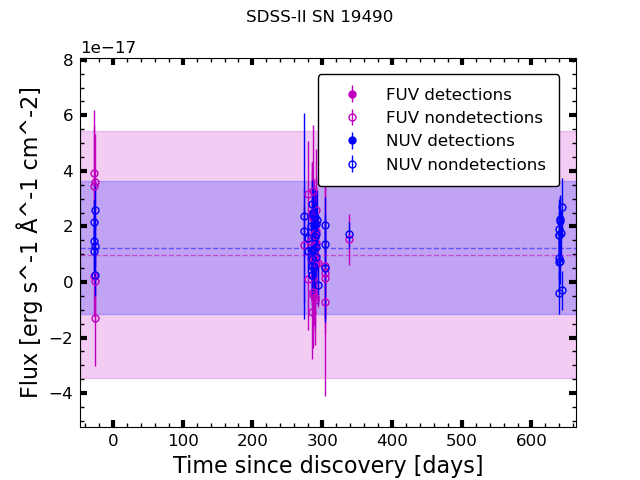 SDSS-II SN 19490
1e−17
FUV detections
FUV nondetections
NUV detections
NUV nondetections
8
6
4
2
0
−2
−4
Flux [erg s^-1 Å^-1 cm^-2]
0 100 200 300 400 500 600
Time since discovery [days]